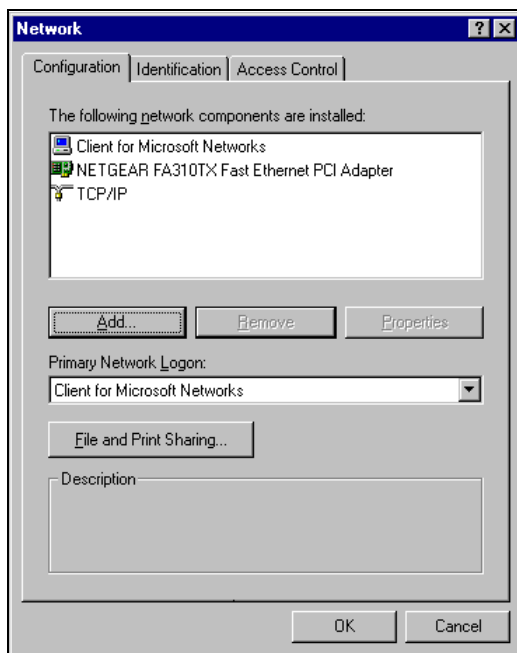 Network
Configuration Identification Access Control
The following network components are installed:
Client for Microsoft Networks
NETGEAR FA310TX Fast Ethernet PCI Adapter
TCP/IP
Add... Remove Properties
Primary Network Logon:
Client for Microsoft Networks
File and Print Sharing...
Description
OK Cancel